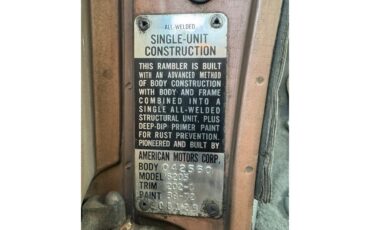 ALL-WELDED
SINGLE-UNIT
CONSTRUCTION
THIS RAMBLER IS BUILT
WITH AN ADVANCED METHOD
OF BODY CONSTRUCTION
WITH BODY AND FRAME
COMBINED INTO A
SINGLE ALL-WELDED
STRUCTURAL UNIT, PLUS
DEEP-DIP PRIMER PAINT
FOR RUST PREVENTION.
PIONEERED AND BUILT BY
AMERICAN MOTORS CORP.
BODY 042560
MODEL 6205
TRIM
PAINT